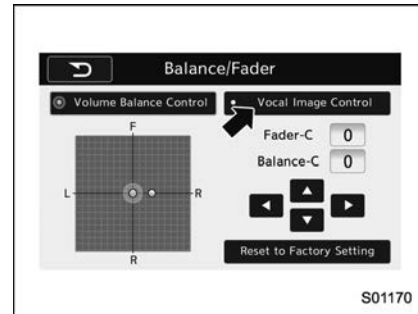 Balance/Fader
Volume Balance Control
Vocal Image Control
F
Fader-C 0
Balance-C 0
L
R
R
Reset to Factory Setting
S01170